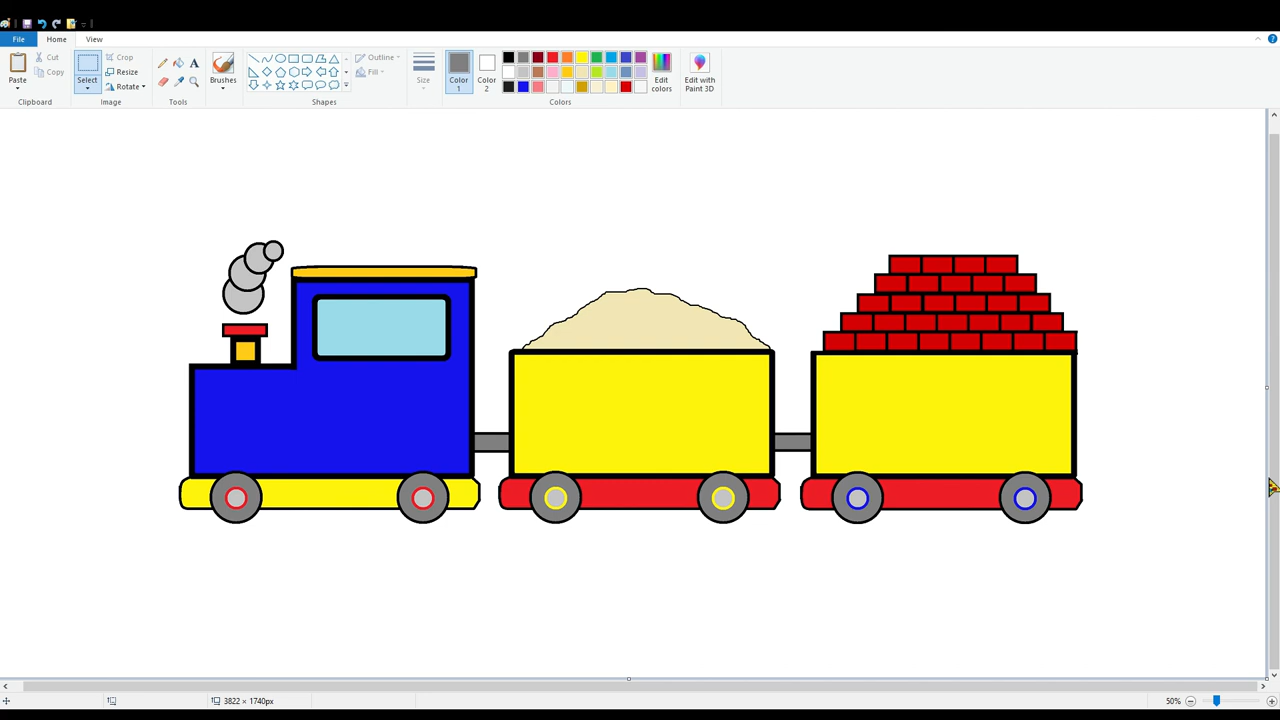 File Home View
Paste
Cut
Copy
Clipboard
Select
Crop
Resize
Rotate
Image
Tools
Brushes
Shapes
Outline
Fill
Size
Color
1
Color
2
Colors
Edit
colors
Edit with
Paint 3D
3822 × 1740px
50%